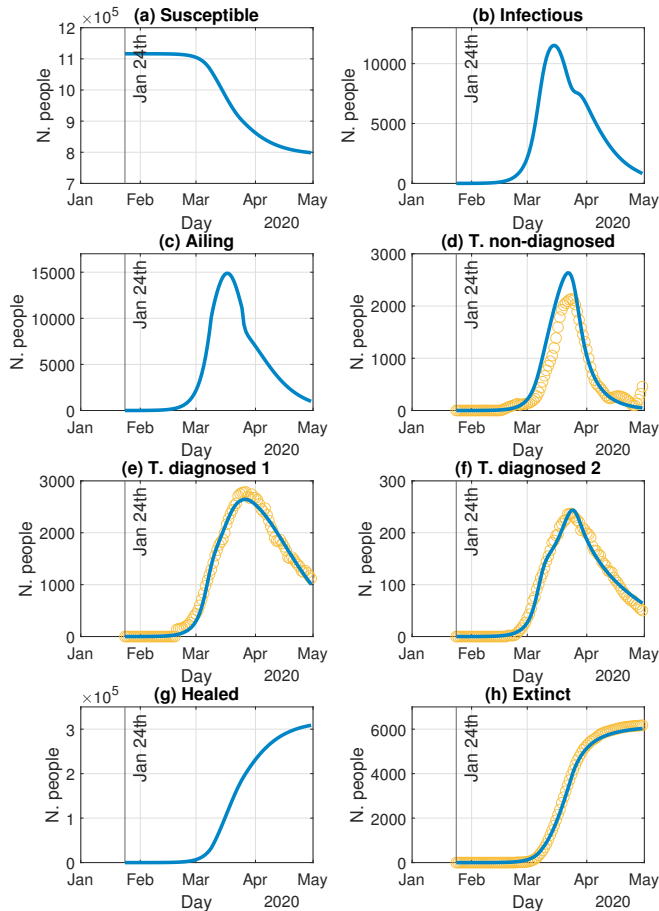 (a) Susceptible
×10⁵
12
11
10
9
8
7
N. people
Jan 24th
Jan Feb Mar Apr May
Day 2020
(b) Infectious
10000
5000
0
N. people
Jan 24th
Jan Feb Mar Apr May
Day 2020
(c) Ailing
15000
10000
5000
0
N. people
Jan 24th
Jan Feb Mar Apr May
Day 2020
(d) T. non-diagnosed
3000
2000
1000
0
N. people
Jan 24th
Jan Feb Mar Apr May
Day 2020
(e) T. diagnosed 1
3000
2000
1000
0
N. people
Jan 24th
Jan Feb Mar Apr May
Day 2020
(f) T. diagnosed 2
300
200
100
0
N. people
Jan 24th
Jan Feb Mar Apr May
Day 2020
(g) Healed
×10⁵
3
2
1
0
N. people
Jan 24th
Jan Feb Mar Apr May
Day 2020
(h) Extinct
6000
4000
2000
0
N. people
Jan 24th
Jan Feb Mar Apr May
Day 2020